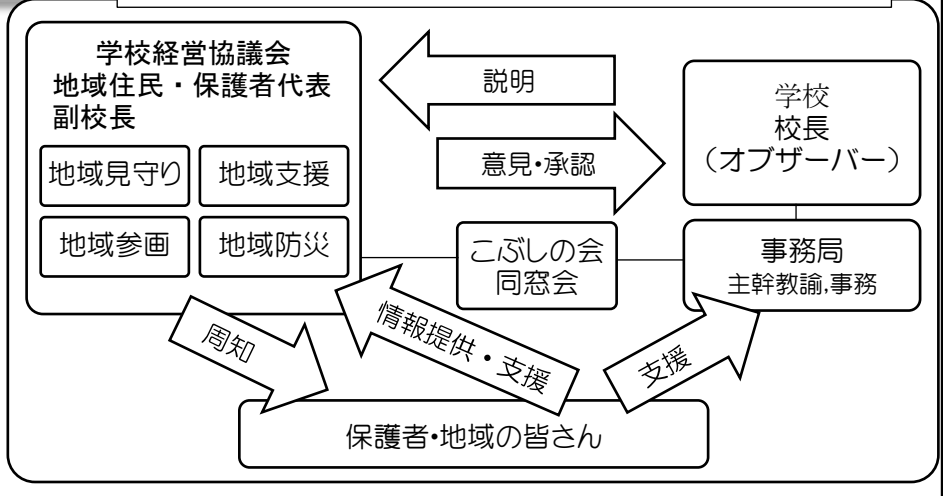 学校経営協議会
地域住民・保護者代表
副校長
地域見守り
地域支援
地域参画
地域防災
説明
意見・承認
学校
校長
（オブザーバー）
こぶしの会
同窓会
事務局
主幹教諭,事務
周知
情報提供・支援
支援
保護者・地域の皆さん